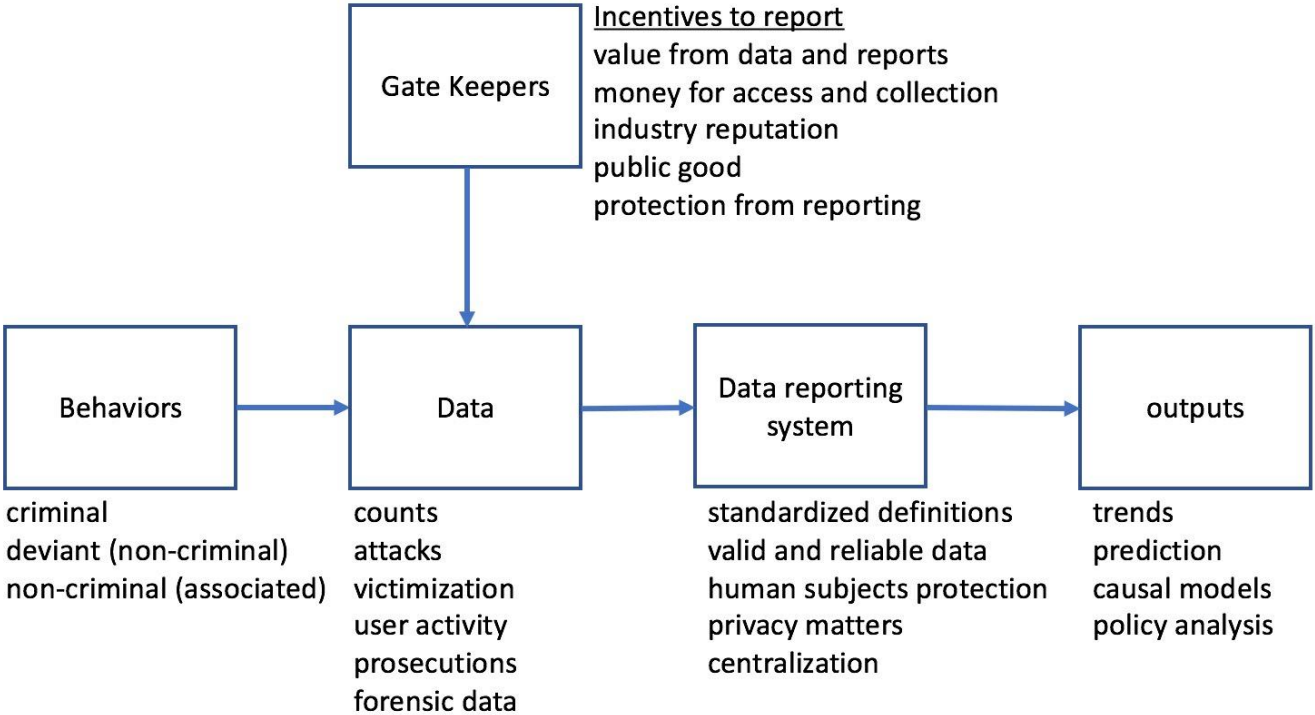 Gate Keepers
Incentives to report
value from data and reports
money for access and collection
industry reputation
public good
protection from reporting
Behaviors
criminal
deviant (non-criminal)
non-criminal (associated)
Data
counts
attacks
victimization
user activity
prosecutions
forensic data
Data reporting
system
standardized definitions
valid and reliable data
human subjects protection
privacy matters
centralization
outputs
trends
prediction
causal models
policy analysis